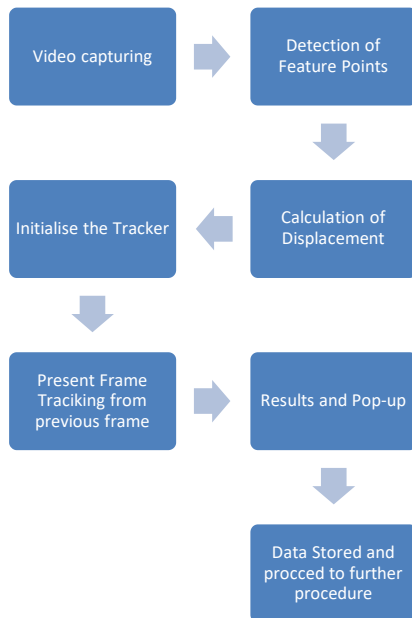 Video capturing
Detection of
Feature Points
Calculation of
Displacement
Initialise the Tracker
Present Frame
Traciking from
previous frame
Results and Pop-up
Data Stored and
procced to further
procedure